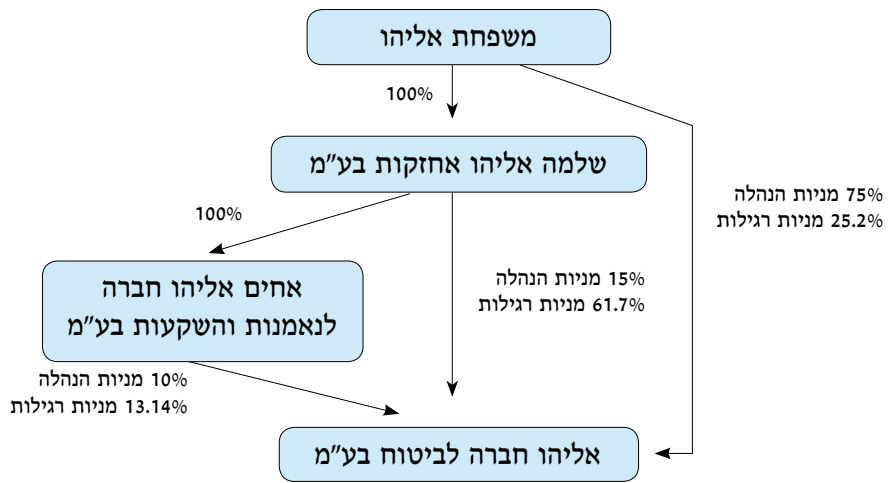 משפחת אליהו
100%
שלמה אליהו אחזקות בע"מ
75% מניות הנהלה
25.2% מניות רגילות
100%
15% מניות הנהלה
61.7% מניות רגילות
אחים אליהו חברה
לנאמנות והשקעות בע"מ
10% מניות הנהלה
13.14% מניות רגילות
אליהו חברה לביטוח בע"מ